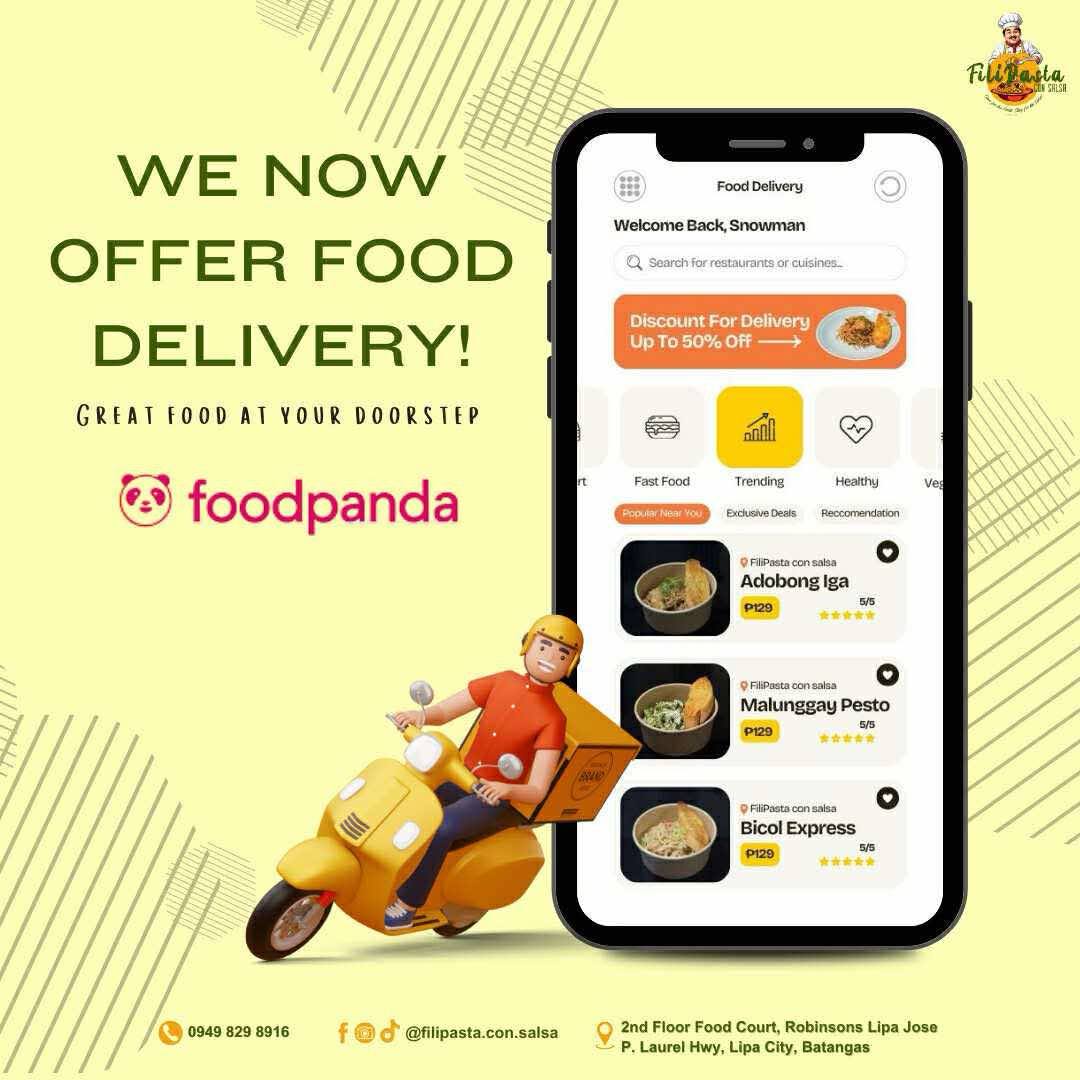 FiliPasta
CON SALSA
WE NOW
OFFER FOOD
DELIVERY!
GREAT FOOD AT YOUR DOORSTEP
foodpanda
Food Delivery
Welcome Back, Snowman
Search for restaurants or cuisines...
Discount For Delivery
Up To 50% Off
rt
Fast Food
Trending
Healthy
Veg
Popular Near You
Exclusive Deals
Reccomendation
FiliPasta con salsa
Adobong Iga
₱129
5/5
FiliPasta con salsa
Malunggay Pesto
₱129
5/5
FiliPasta con salsa
Bicol Express
₱129
5/5
BRAND
0949 829 8916
@filipasta.con.salsa
2nd Floor Food Court, Robinsons Lipa Jose
P. Laurel Hwy, Lipa City, Batangas